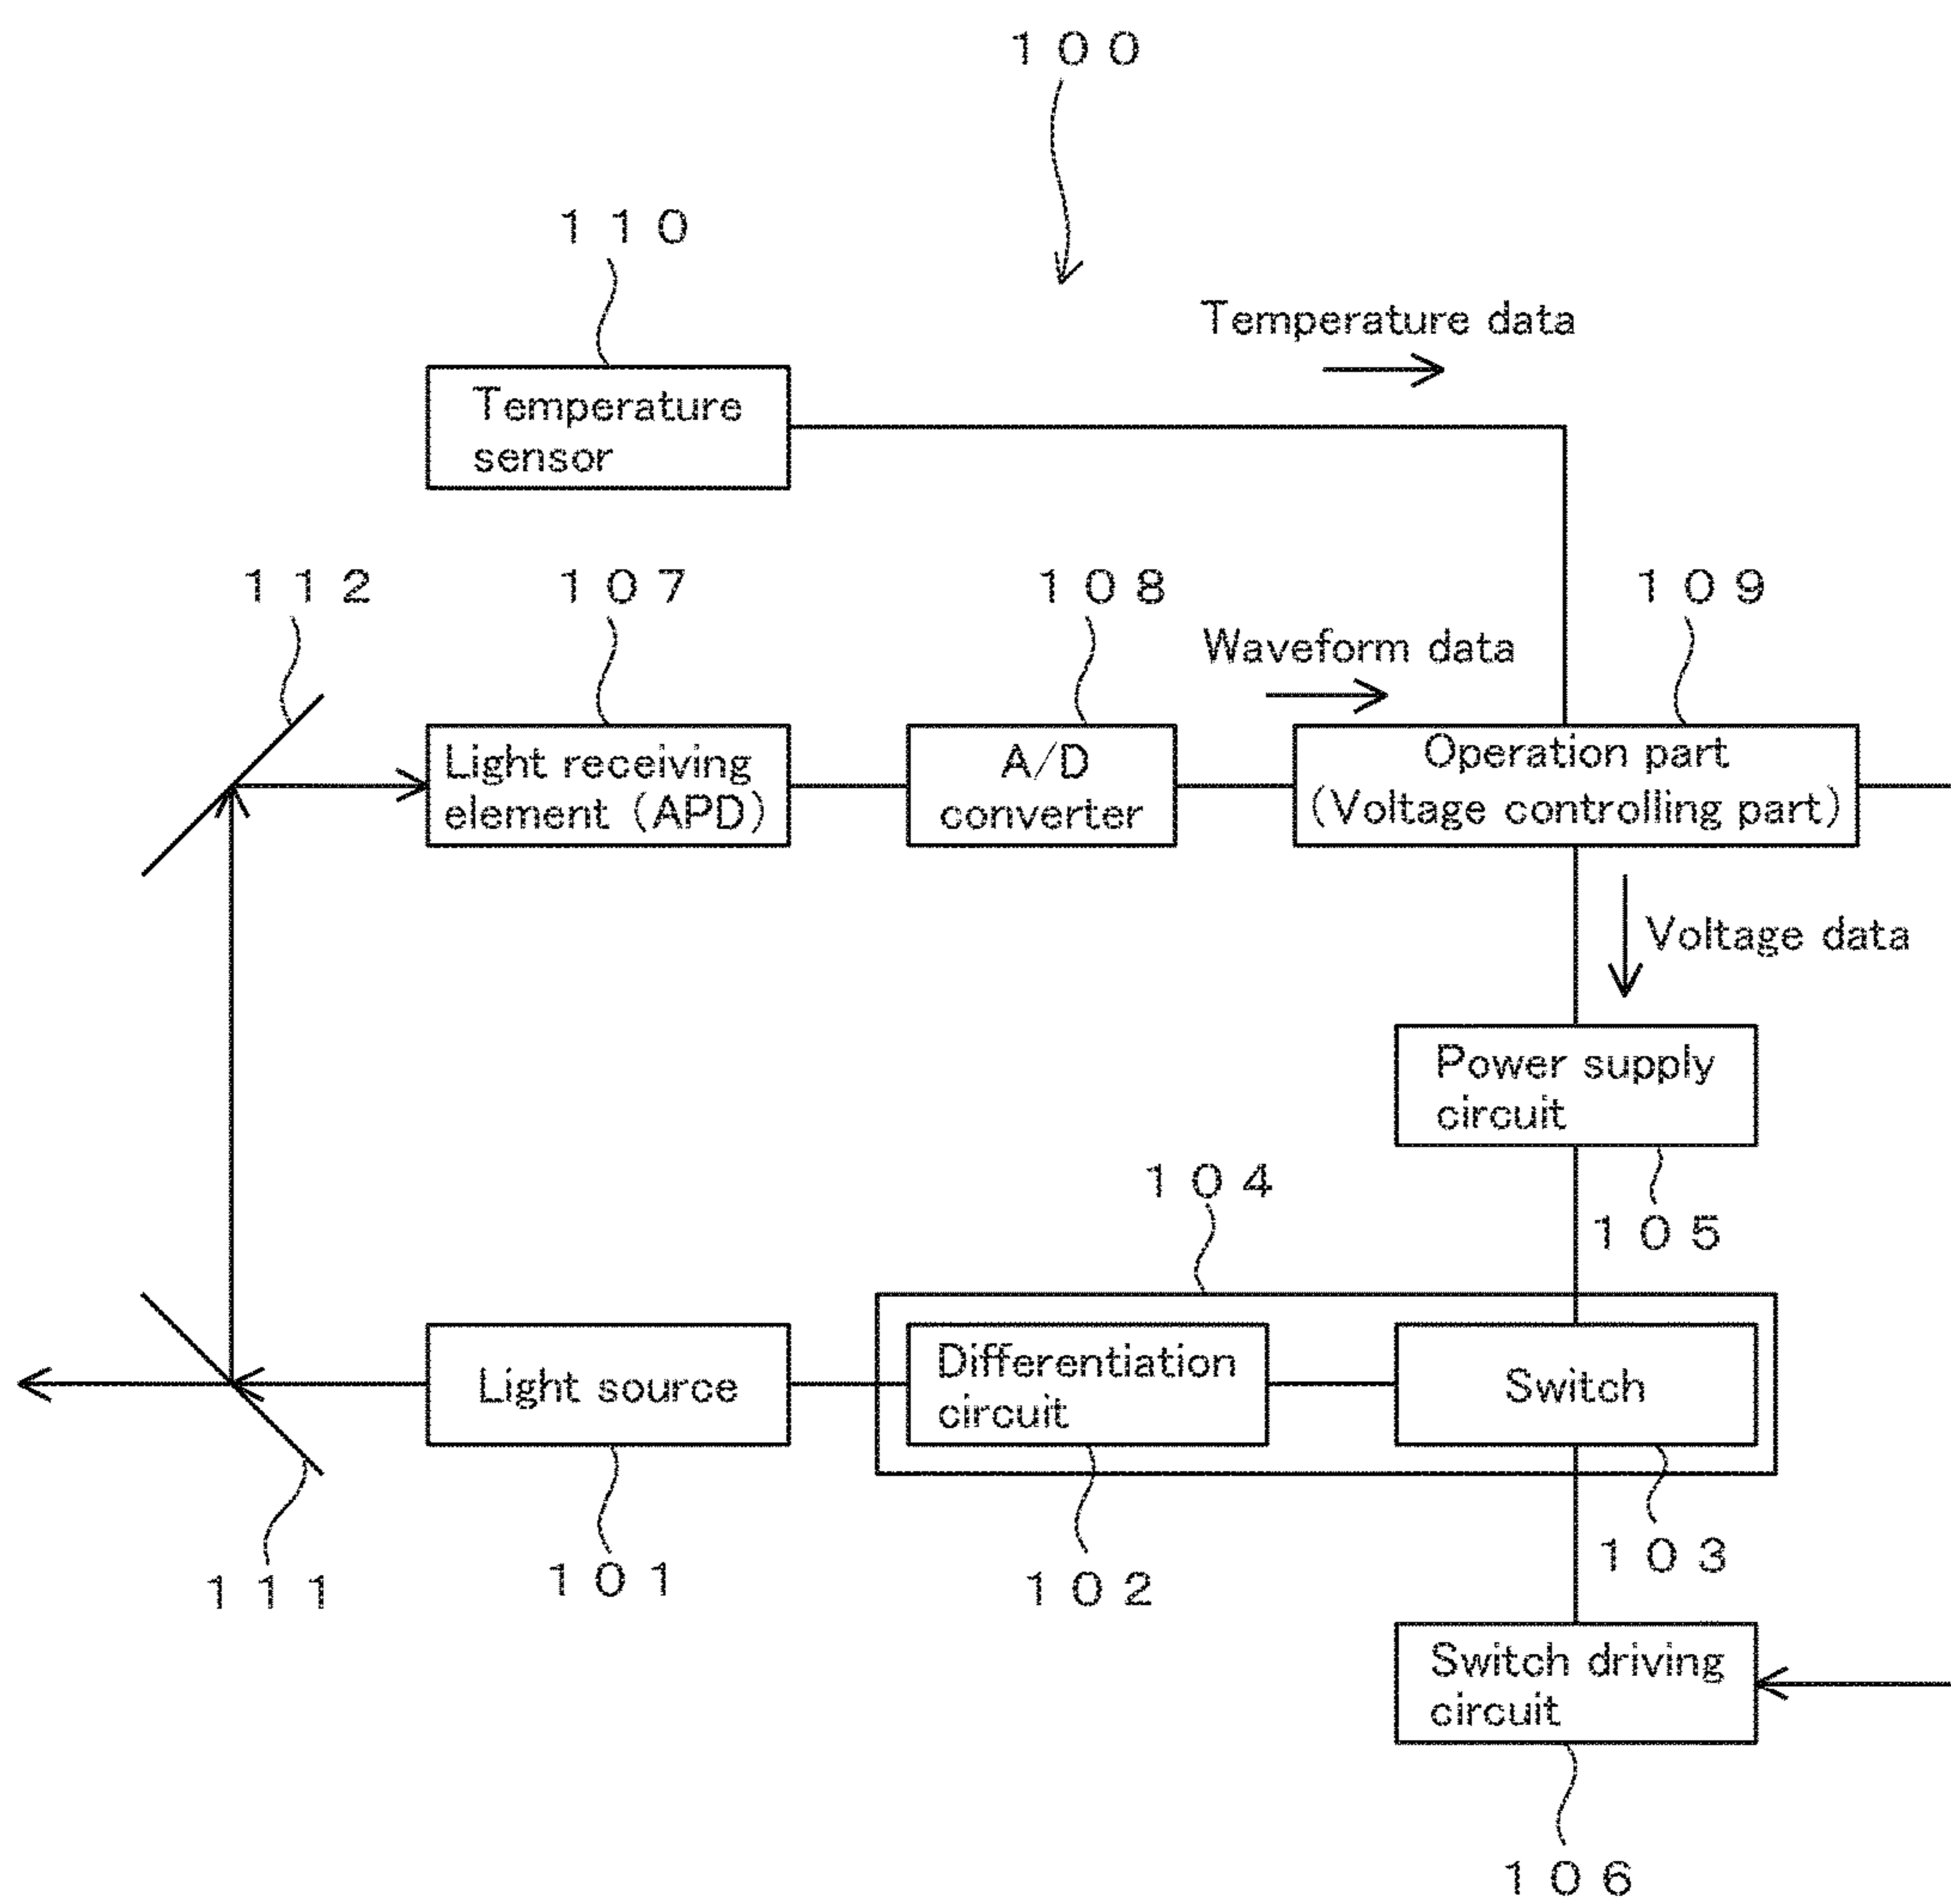 100
110
Temperature data
Temperature
sensor
112
107
108
109
Waveform data
Light receiving
element (APD)
A/D
converter
Operation part
(Voltage controlling part)
Voltage data
Power supply
circuit
104
105
Light source
Differentiation
circuit
Switch
111
101
102
103
Switch driving
circuit
106